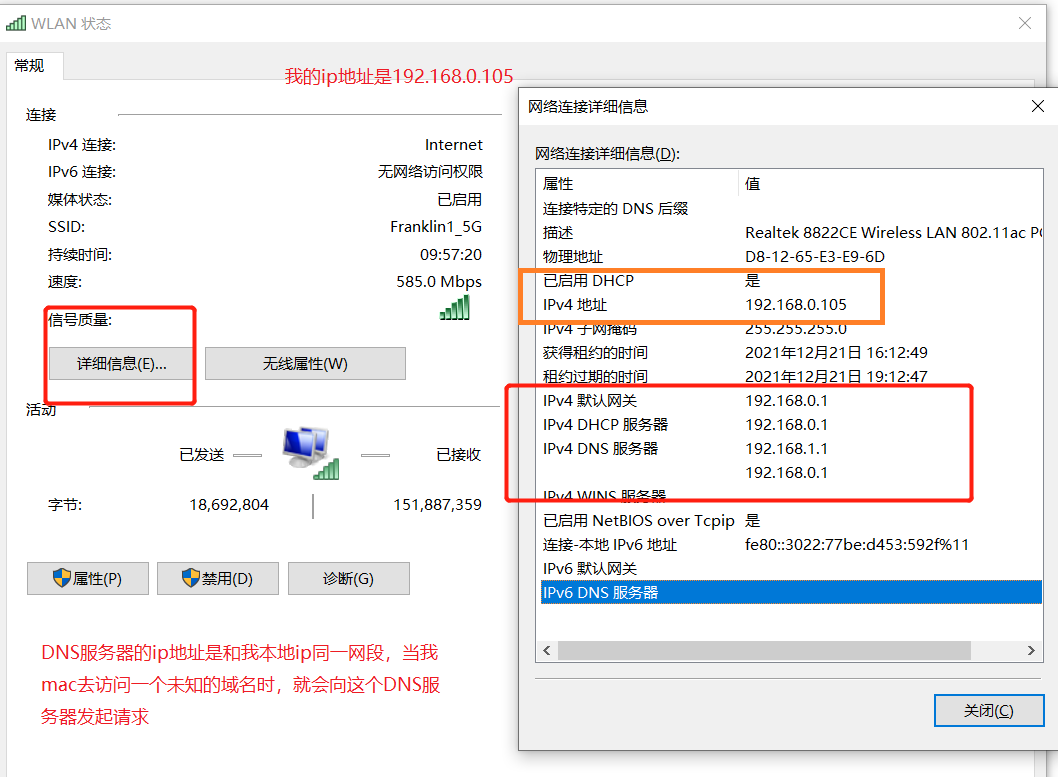 WLAN 状态
常规
我的ip地址是192.168.0.105
连接
IPv4 连接: Internet
IPv6 连接: 无网络访问权限
媒体状态: 已启用
SSID: Franklin1_5G
持续时间: 09:57:20
速度: 585.0 Mbps
信号质量:
详细信息(E)... 无线属性(W)
活动
已发送 已接收
字节: 18,692,804 151,887,359
属性(P) 禁用(D) 诊断(G)
DNS服务器的ip地址是和我本地ip同一网段，当我
mac去访问一个未知的域名时，就会向这个DNS服
务器发起请求
网络连接详细信息
网络连接详细信息(D):
属性 值
连接特定的 DNS 后缀
描述 Realtek 8822CE Wireless LAN 802.11ac PC
物理地址 D8-12-65-E3-E9-6D
已启用 DHCP 是
IPv4 地址 192.168.0.105
IPv4 子网掩码 255.255.255.0
获得租约的时间 2021年12月21日 16:12:49
租约过期的时间 2021年12月21日 19:12:47
IPv4 默认网关 192.168.0.1
IPv4 DHCP 服务器 192.168.0.1
IPv4 DNS 服务器 192.168.1.1
192.168.0.1
IPv4 WINS 服务器
已启用 NetBIOS over Tcpip 是
连接-本地 IPv6 地址 fe80::3022:77be:d453:592f%11
IPv6 默认网关
IPv6 DNS 服务器
关闭(C)